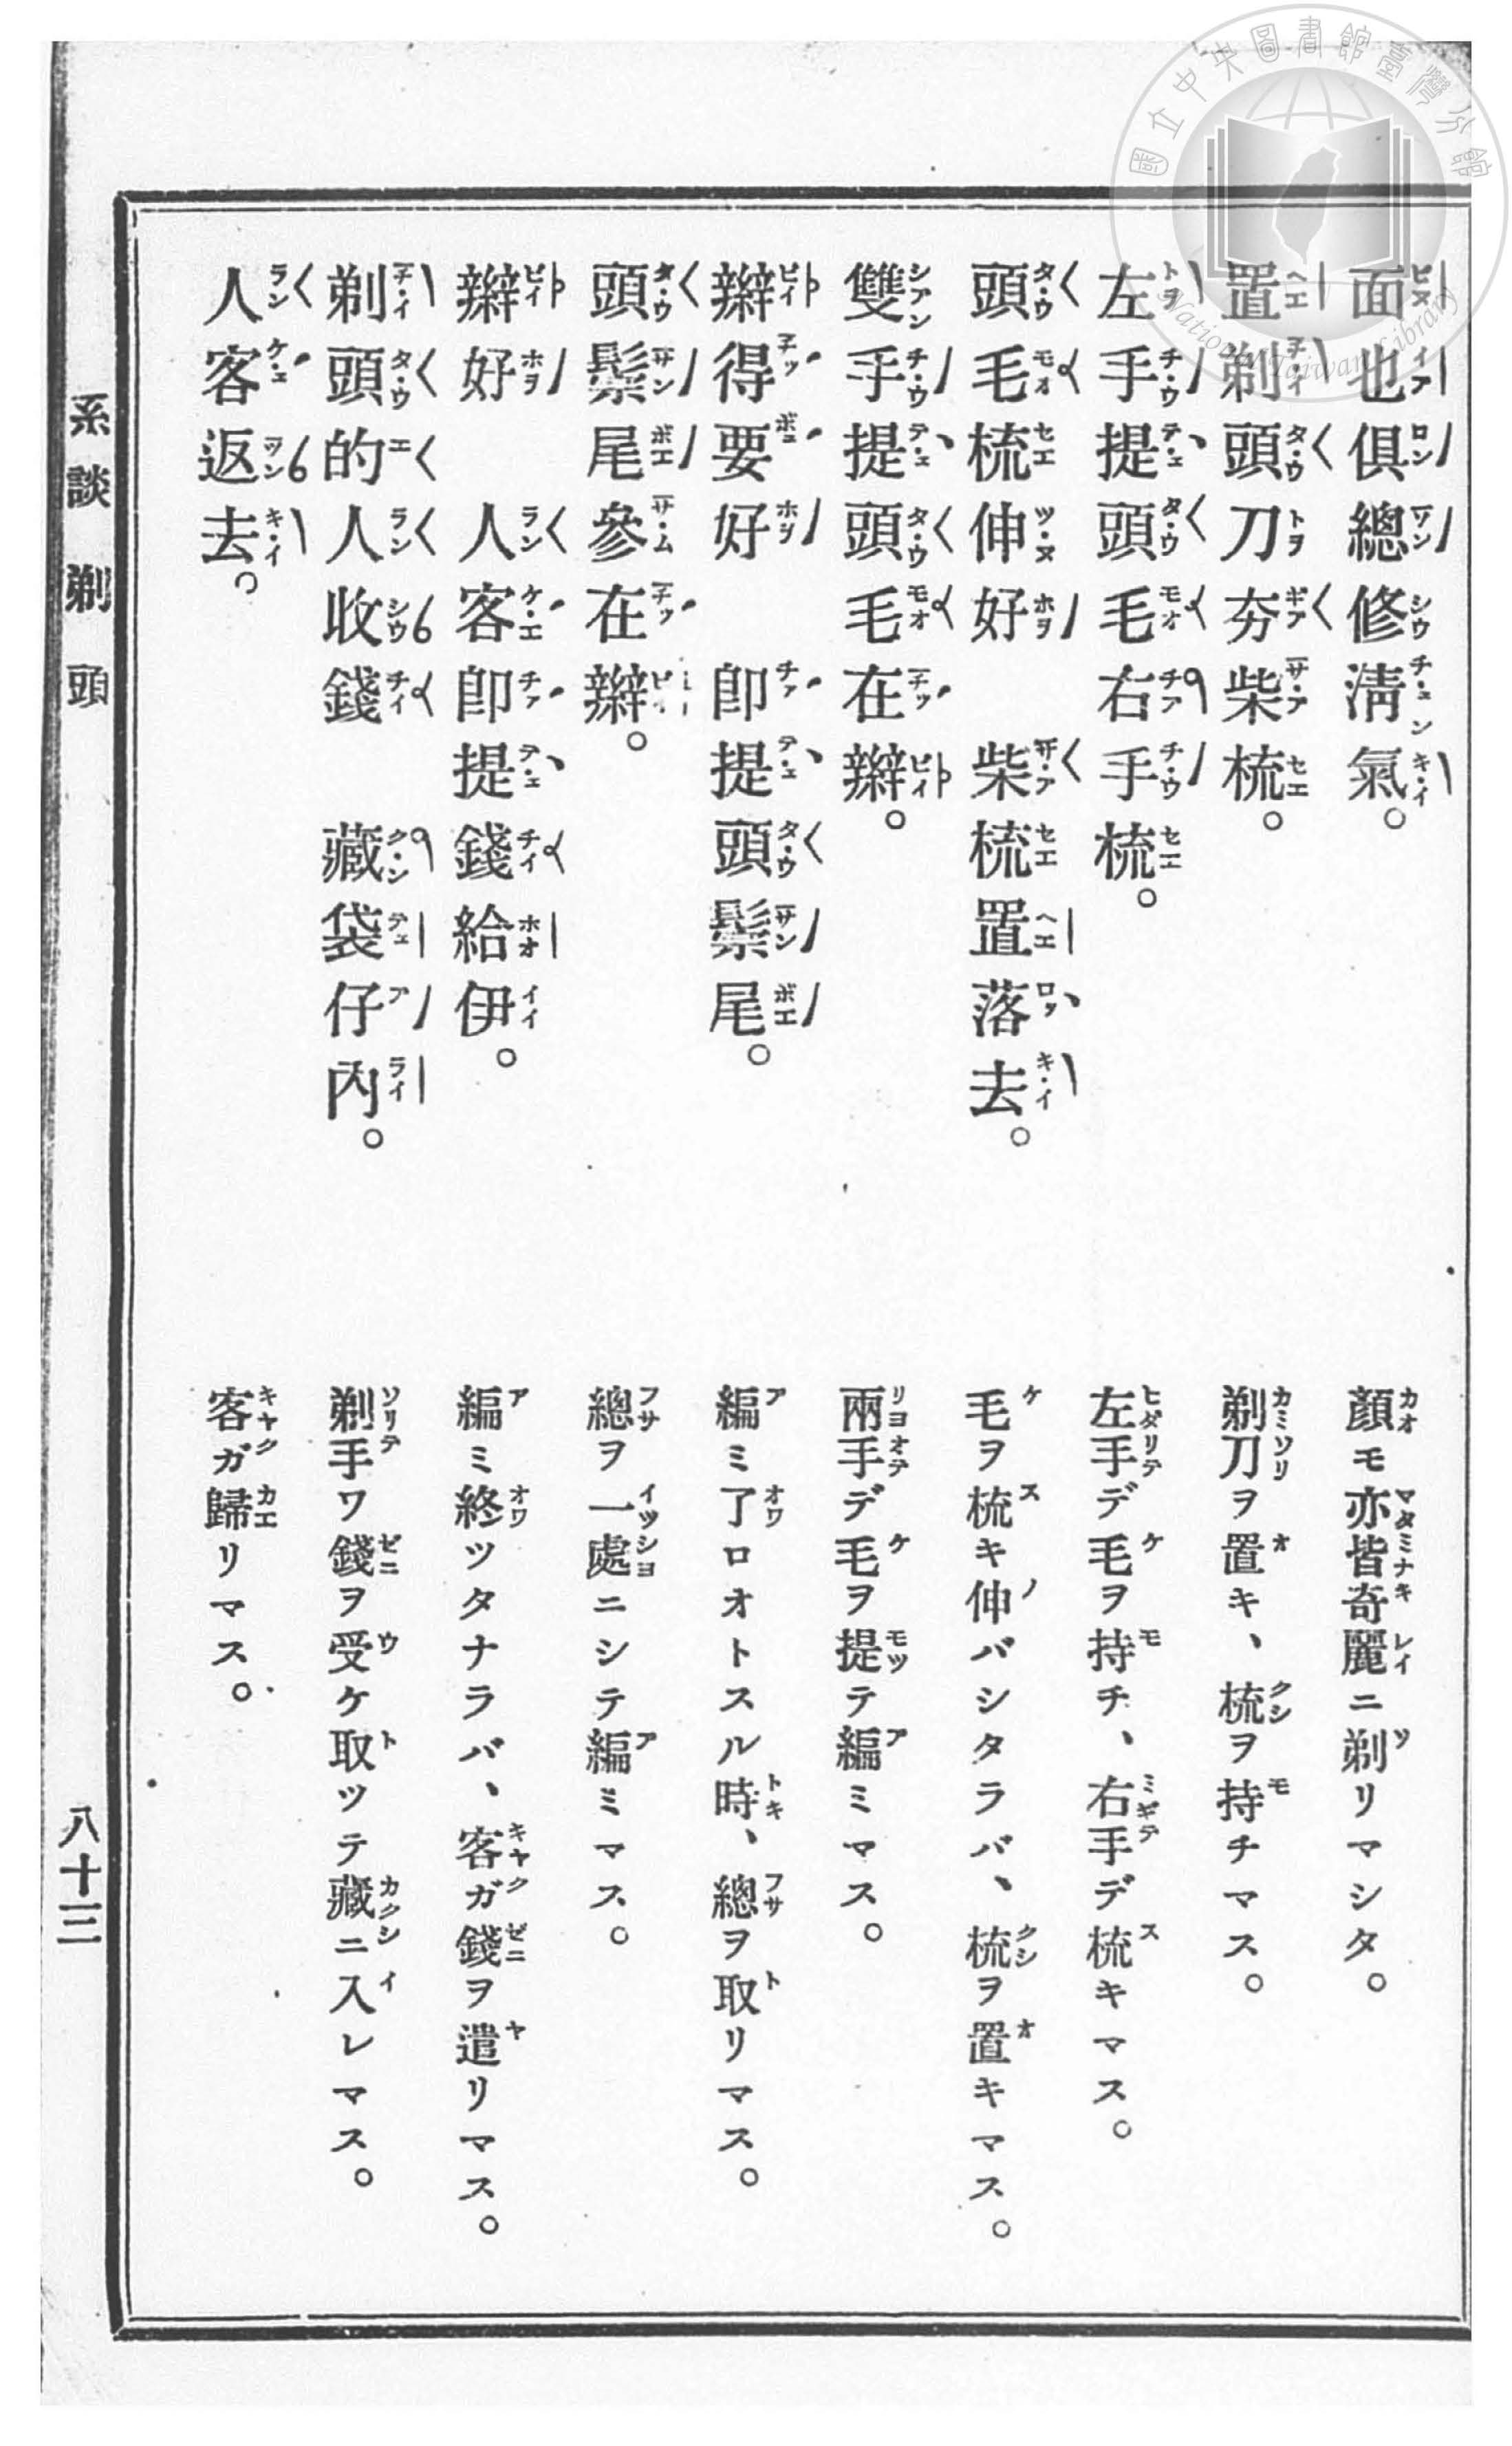 面也俱總修淸氣。
顏モ亦皆奇麗ニ剃リマシタ。
置剃頭刀夯柴梳。
剃刀ヲ置キ、梳ヲ持チマス。
左手提頭毛右手梳。
左手デ毛ヲ持チ、右手デ梳キマス。
頭毛梳伸好 柴梳置落去。
毛ヲ梳キ伸バシタラバ、梳ヲ置キマス。
雙手提頭毛在辮。
兩手デ毛ヲ提テ編ミマス。
辮得要好 卽提頭鬃尾。
編ミ了ロオトスル時、總ヲ取リマス。
頭鬃尾參在辮。
總ヲ一處ニシテ編ミマス。
辮好 人客卽提錢給伊。
編ミ終ツタナラバ、客ガ錢ヲ遣リマス。
剃頭的人收錢 藏袋仔內。
剃手ワ錢ヲ受ケ取ツテ藏ニ入レマス。
人客返去。
客ガ歸リマス。
系談 剃頭
八十三
國立中央圖書館臺灣分館
National Taiwan Library